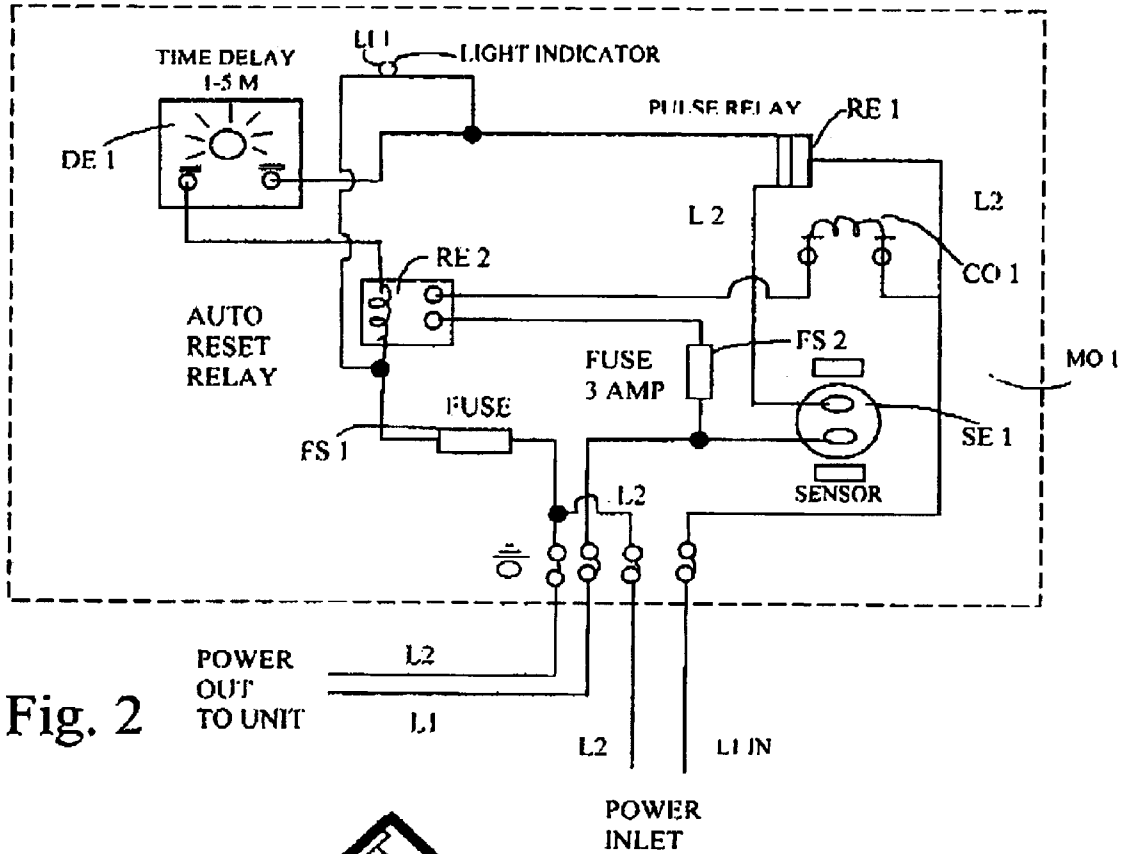 LI 1
LIGHT INDICATOR
TIME DELAY
1-5 M
PULSE RELAY
RE 1
DE 1
L 2
L2
CO 1
RE 2
AUTO
RESET
RELAY
FS 2
FUSE
3 AMP
MO 1
FUSE
FS 1
SE 1
SENSOR
L2
POWER
OUT
TO UNIT
L2
L1
Fig. 2
L2
L1 IN
POWER
INLET